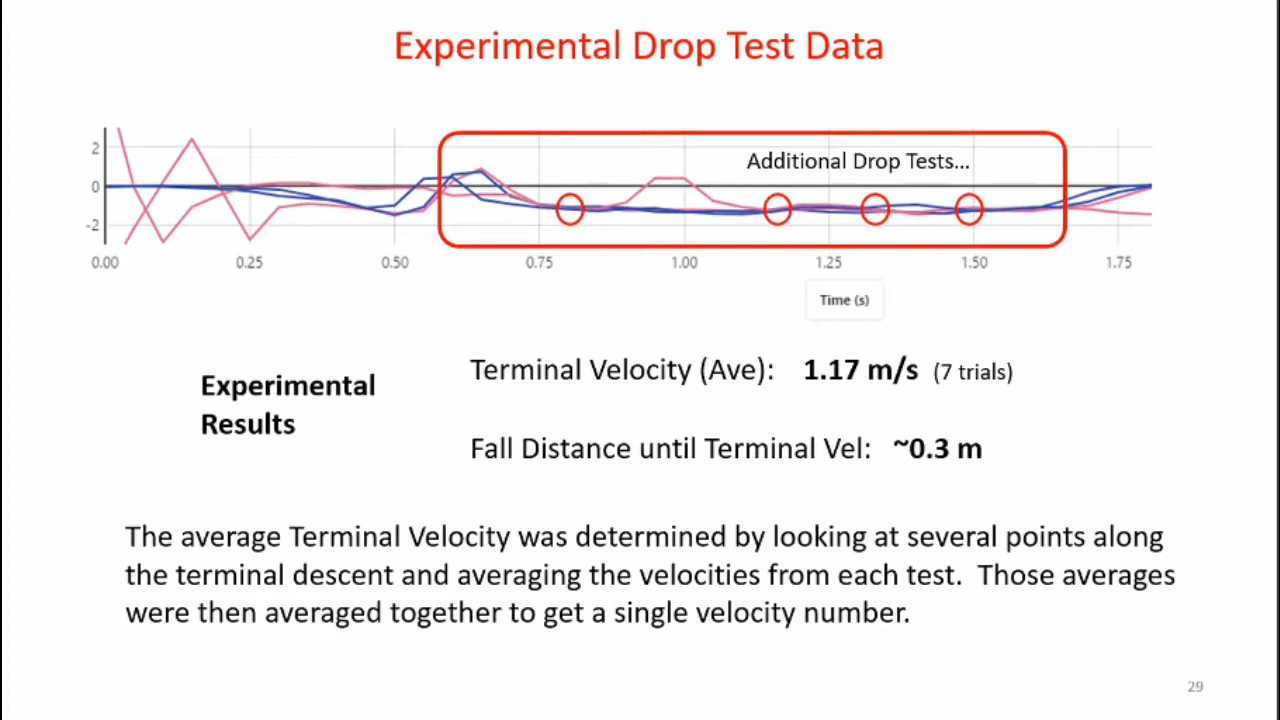 Experimental Drop Test Data
Additional Drop Tests...
2
0
-2
0.00 0.25 0.50 0.75 1.00 1.25 1.50 1.75
Time (s)
Experimental
Results
Terminal Velocity (Ave): 1.17 m/s (7 trials)
Fall Distance until Terminal Vel: ~0.3 m
The average Terminal Velocity was determined by looking at several points along
the terminal descent and averaging the velocities from each test. Those averages
were then averaged together to get a single velocity number.
29